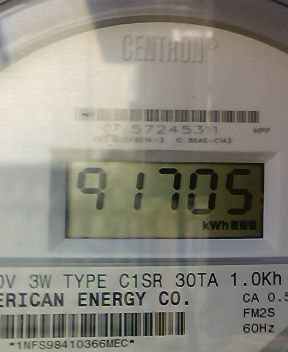 CENTRON®
07 57245311 HPP
91705
kWh
0V 3W TYPE C1SR 30TA 1.0Kh
ERICAN ENERGY CO.
CA 0.5
FM2S
60Hz
*1NFS98410366MEC*